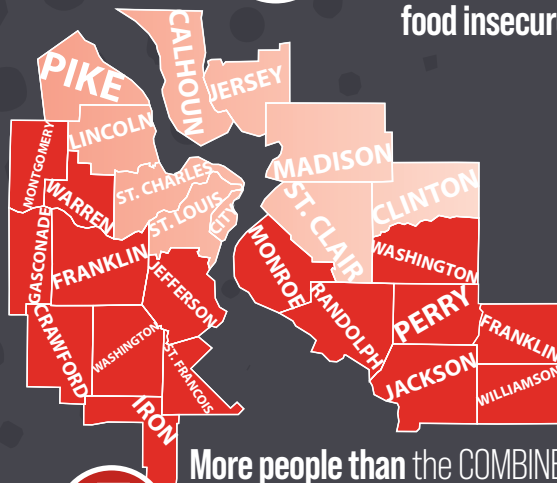 food insecur
CALHOUN
PIKE
JERSEY
LINCOLN
MONTGOMERY
MADISON
ST. CHARLES
WARREN
CLINTON
ST. LOUIS
CITY
ST. CLAIR
GASCONADE
MONROE
WASHINGTON
FRANKLIN
JEFFERSON
RANDOLPH
PERRY
FRANKLIN
CRAWFORD
WASHINGTON
ST. FRANCOIS
JACKSON
WILLIAMSON
IRON
More people than the COMBINE